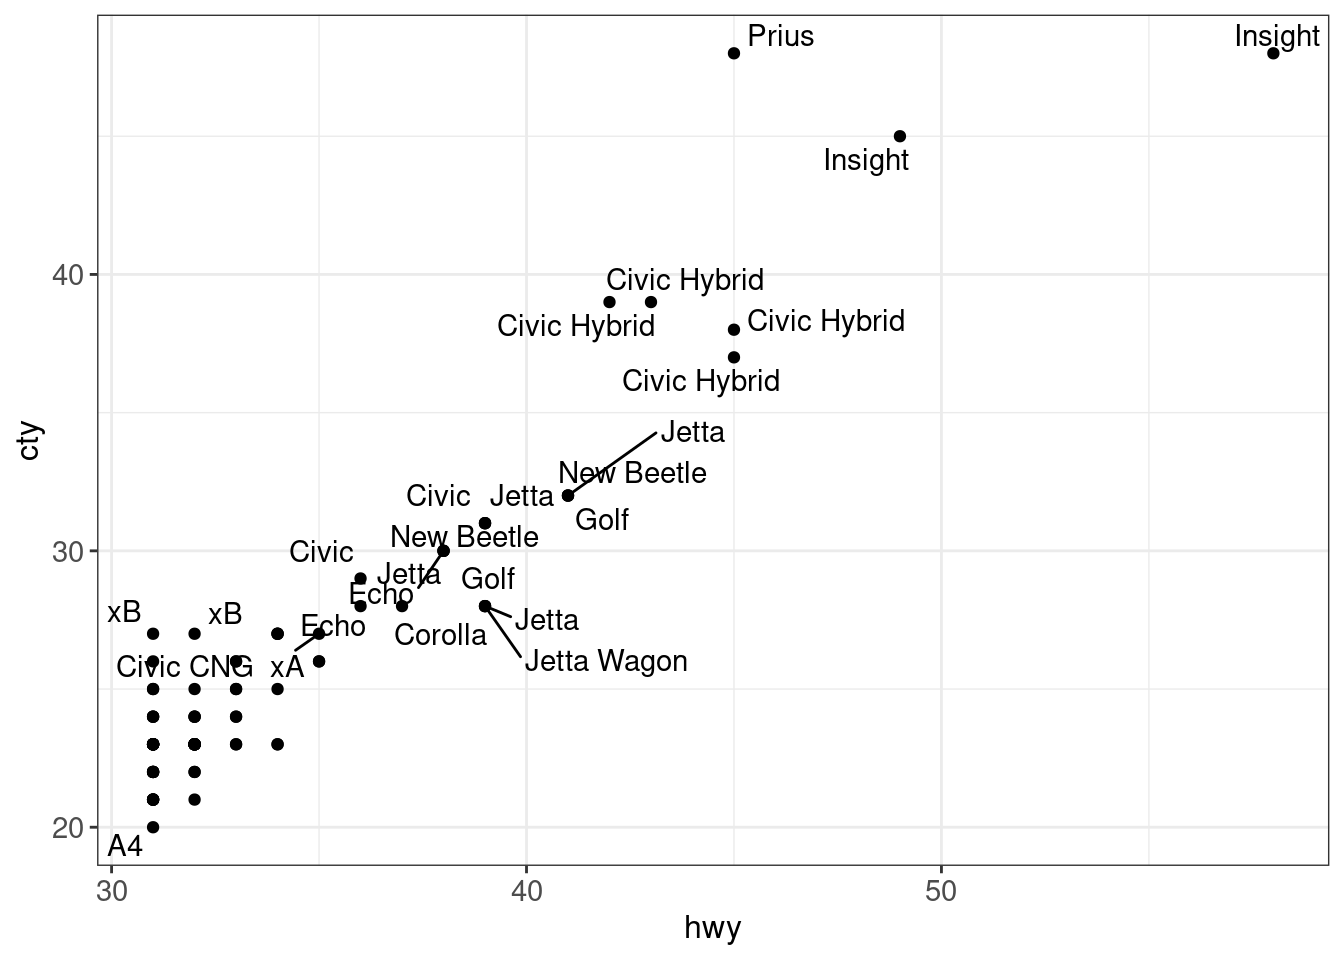 Prius
Insight
Insight
40
Civic Hybrid
Civic Hybrid
Civic Hybrid
Civic Hybrid
Jetta
New Beetle
Civic
Jetta
Golf
New Beetle
30
Civic
Jetta
Golf
Echo
xB
xB
Echo
Jetta
Corolla
Civic CNG
xA
Jetta Wagon
20
A4
30
40
50
hwy
cty